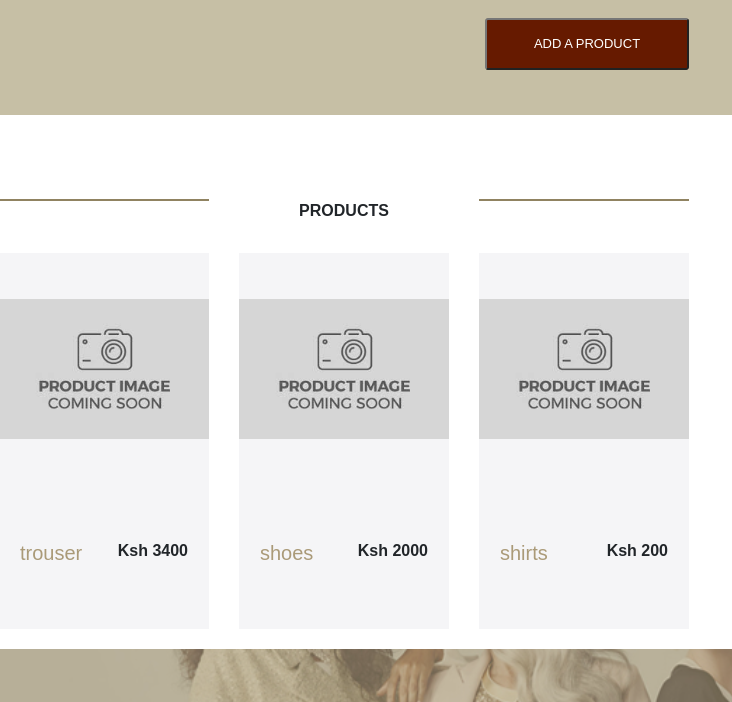 ADD A PRODUCT
PRODUCTS
PRODUCT IMAGE
COMING SOON
trouser Ksh 3400
PRODUCT IMAGE
COMING SOON
shoes Ksh 2000
PRODUCT IMAGE
COMING SOON
shirts Ksh 200